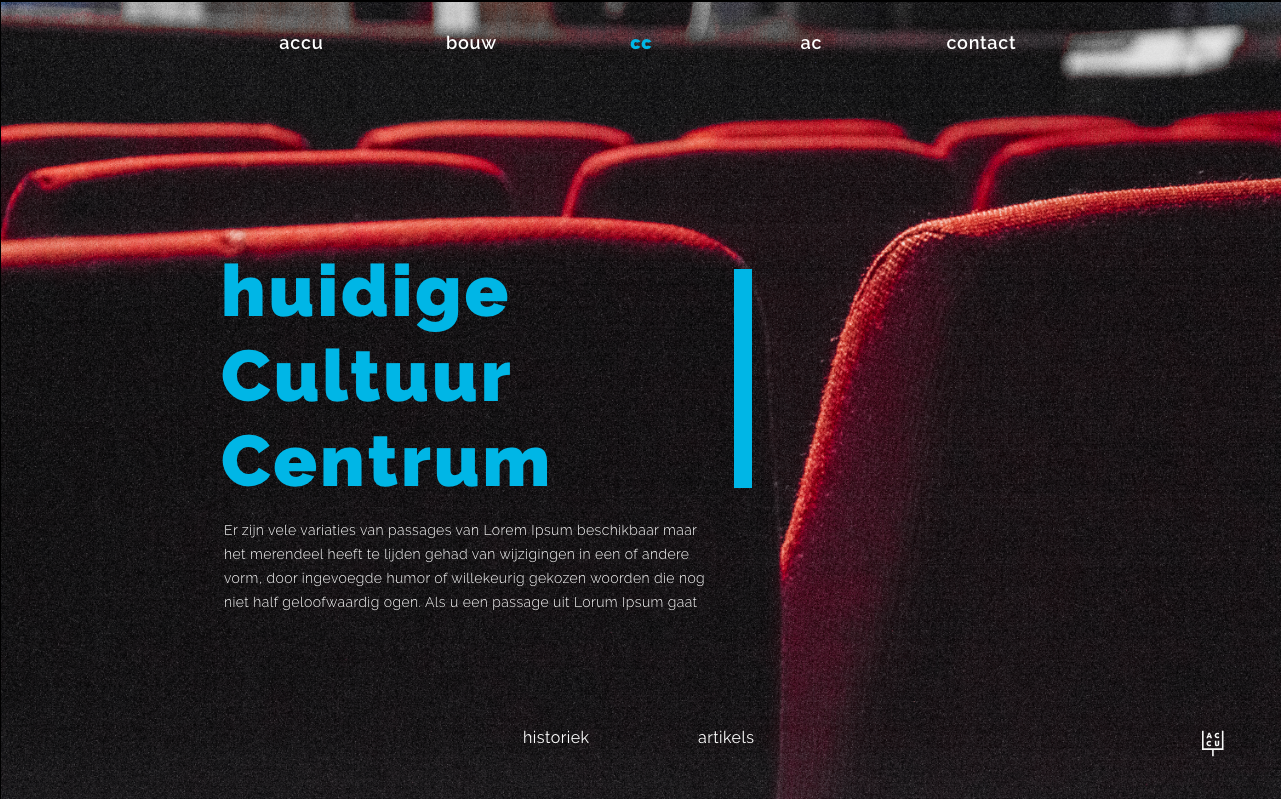 accu bouw cc ac contact
huidige
Cultuur
Centrum
Er zijn vele variaties van passages van Lorem Ipsum beschikbaar maar
het merendeel heeft te lijden gehad van wijzigingen in een of andere
vorm, door ingevoegde humor of willekeurig gekozen woorden die nog
niet half geloofwaardig ogen. Als u een passage uit Lorum Ipsum gaat
historiek artikels
AC
CU